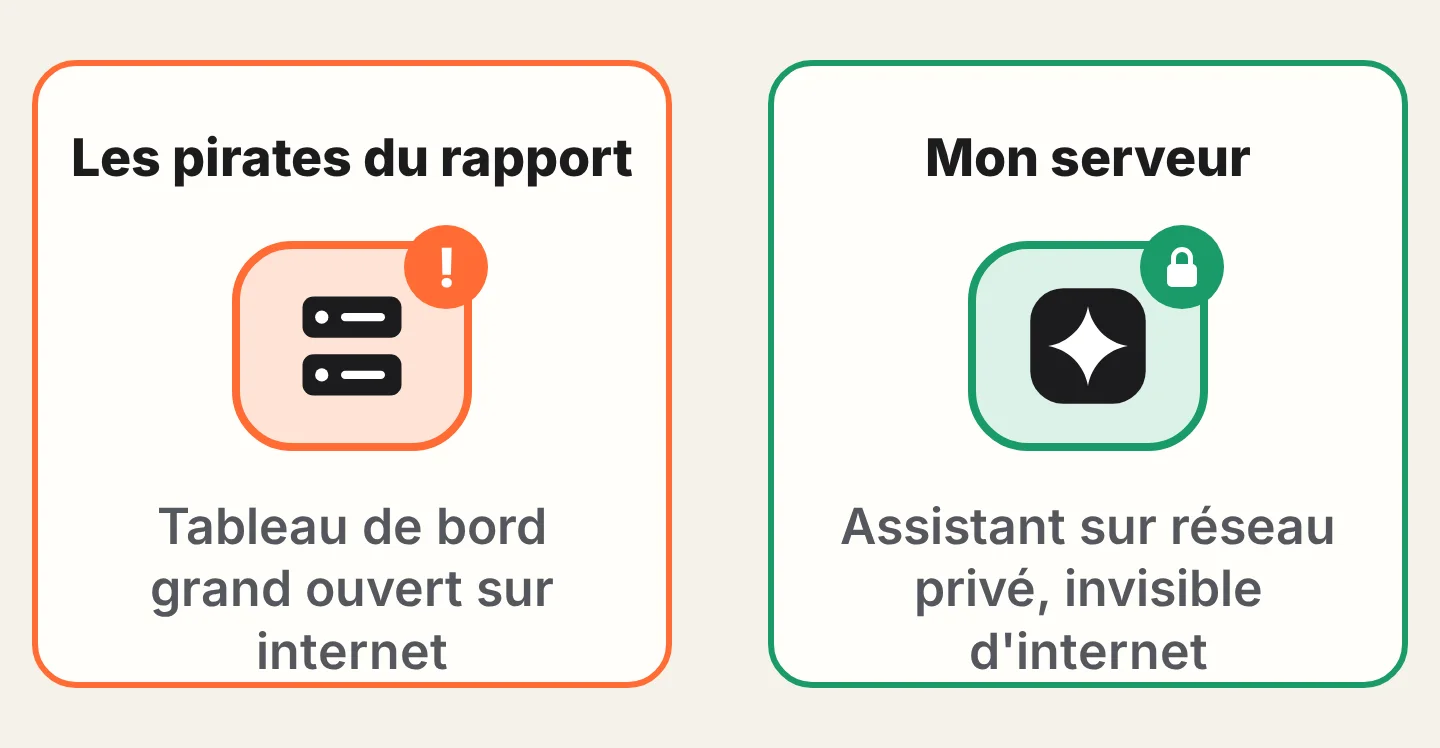 Les pirates du rapport
!
Tableau de bord
grand ouvert sur
internet
Mon serveur
Assistant sur réseau
privé, invisible
d'internet